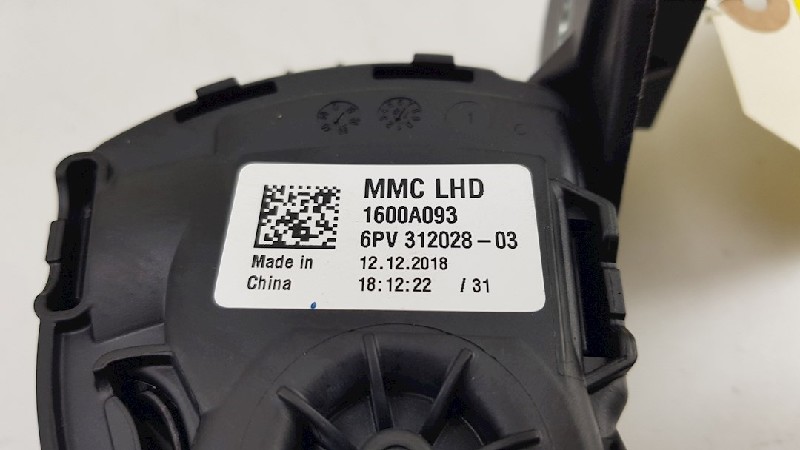 MMC LHD
1600A093
6PV 312028-03
Made in 12.12.2018
China 18:12:22 /31